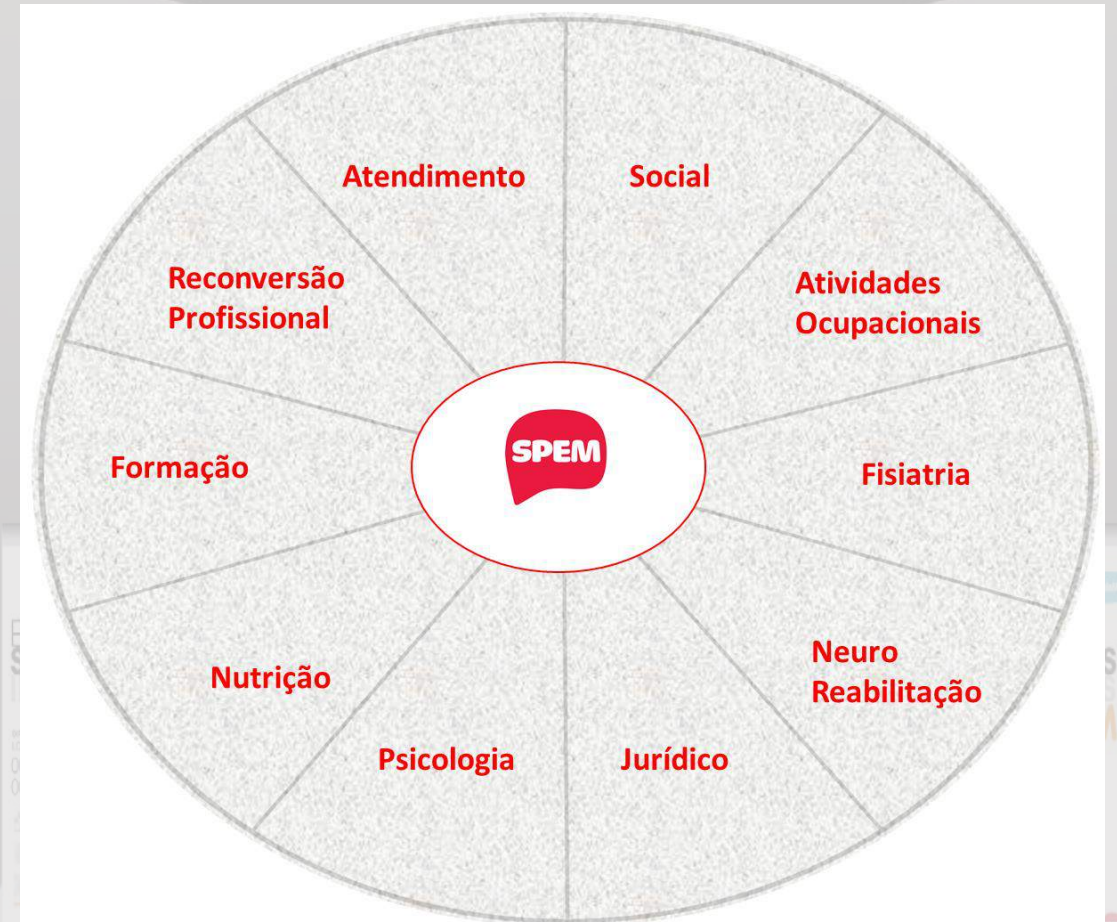 Atendimento
Social
Reconversão
Profissional
Atividades
Ocupacionais
Formação
SPEM
Fisiatria
Neuro
Reabilitação
Nutrição
Psicologia
Jurídico